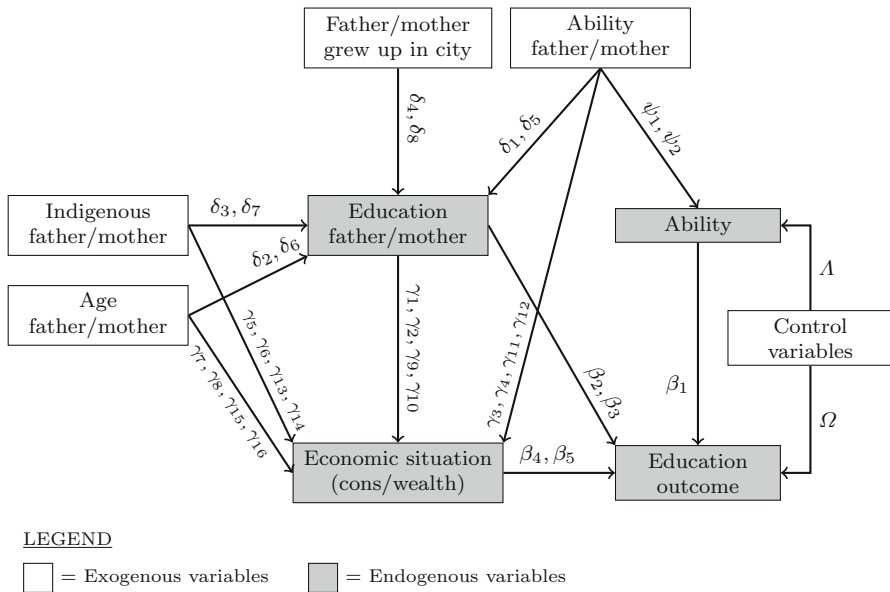 Father/mother
grew up in city
Ability
father/mother
δ4, δ8
δ1, δ5
ψ1, ψ2
Indigenous
father/mother
δ3, δ7
Education
father/mother
Ability
δ2, δ6
Age
father/mother
Λ
Control
variables
γ5, γ6, γ13, γ14
γ7, γ8, γ15, γ16
γ1, γ2, γ9, γ10
γ3, γ4, γ11, γ12
β2, β3
β1
Ω
Economic situation
(cons/wealth)
β4, β5
Education
outcome
LEGEND
= Exogenous variables
= Endogenous variables